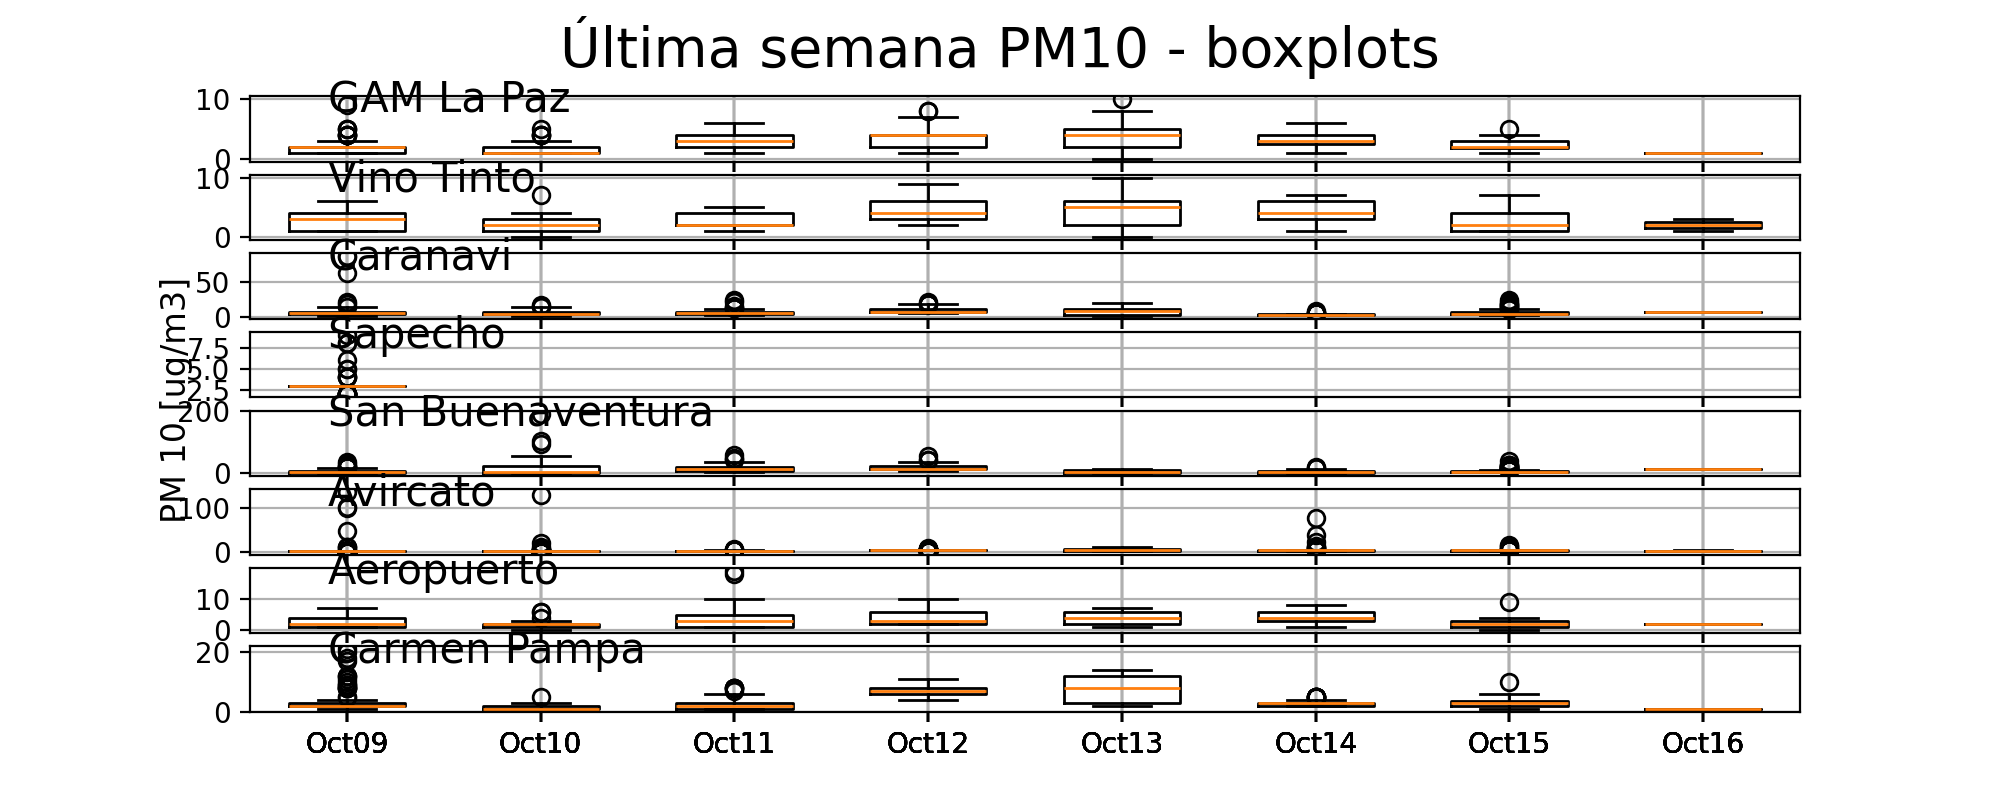 Última semana PM10 - boxplots
PM 10 [ug/m3]
GAM La Paz
10
0
Vino Tinto
10
0
Caranavi
50
0
Sapecho
7.5
5.0
2.5
San Buenaventura
200
0
Avircato
100
0
Aeropuerto
10
0
Carmen Pampa
20
0
Oct09 Oct10 Oct11 Oct12 Oct13 Oct14 Oct15 Oct16